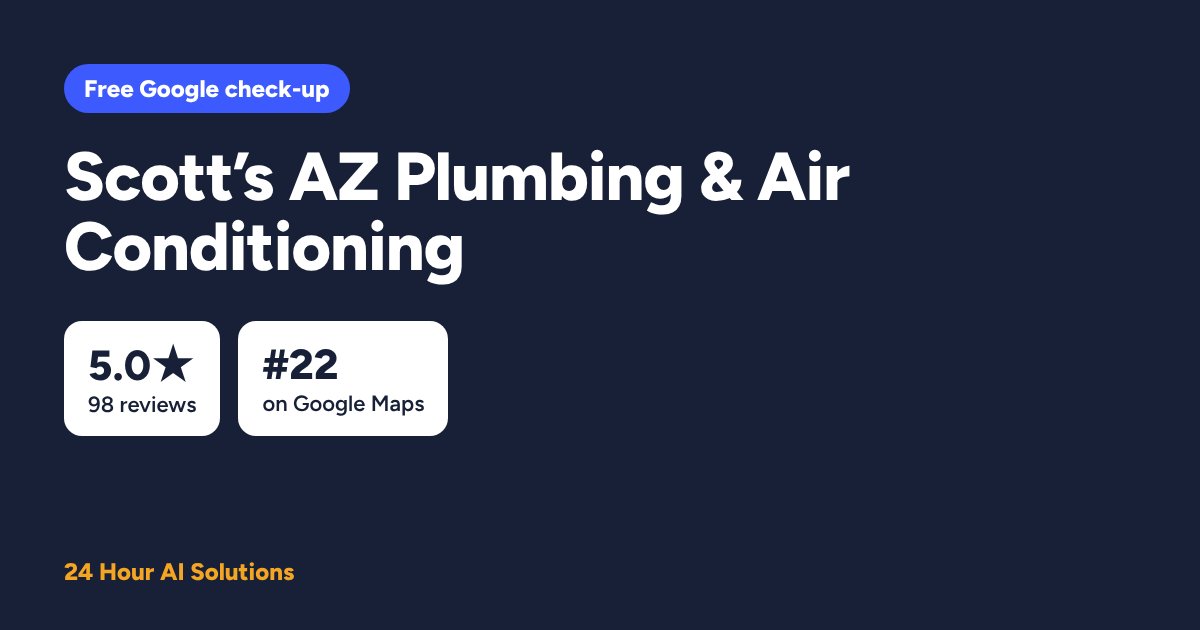 Free Google check-up
Scott’s AZ Plumbing & Air
Conditioning
5.0★
98 reviews
#22
on Google Maps
24 Hour AI Solutions